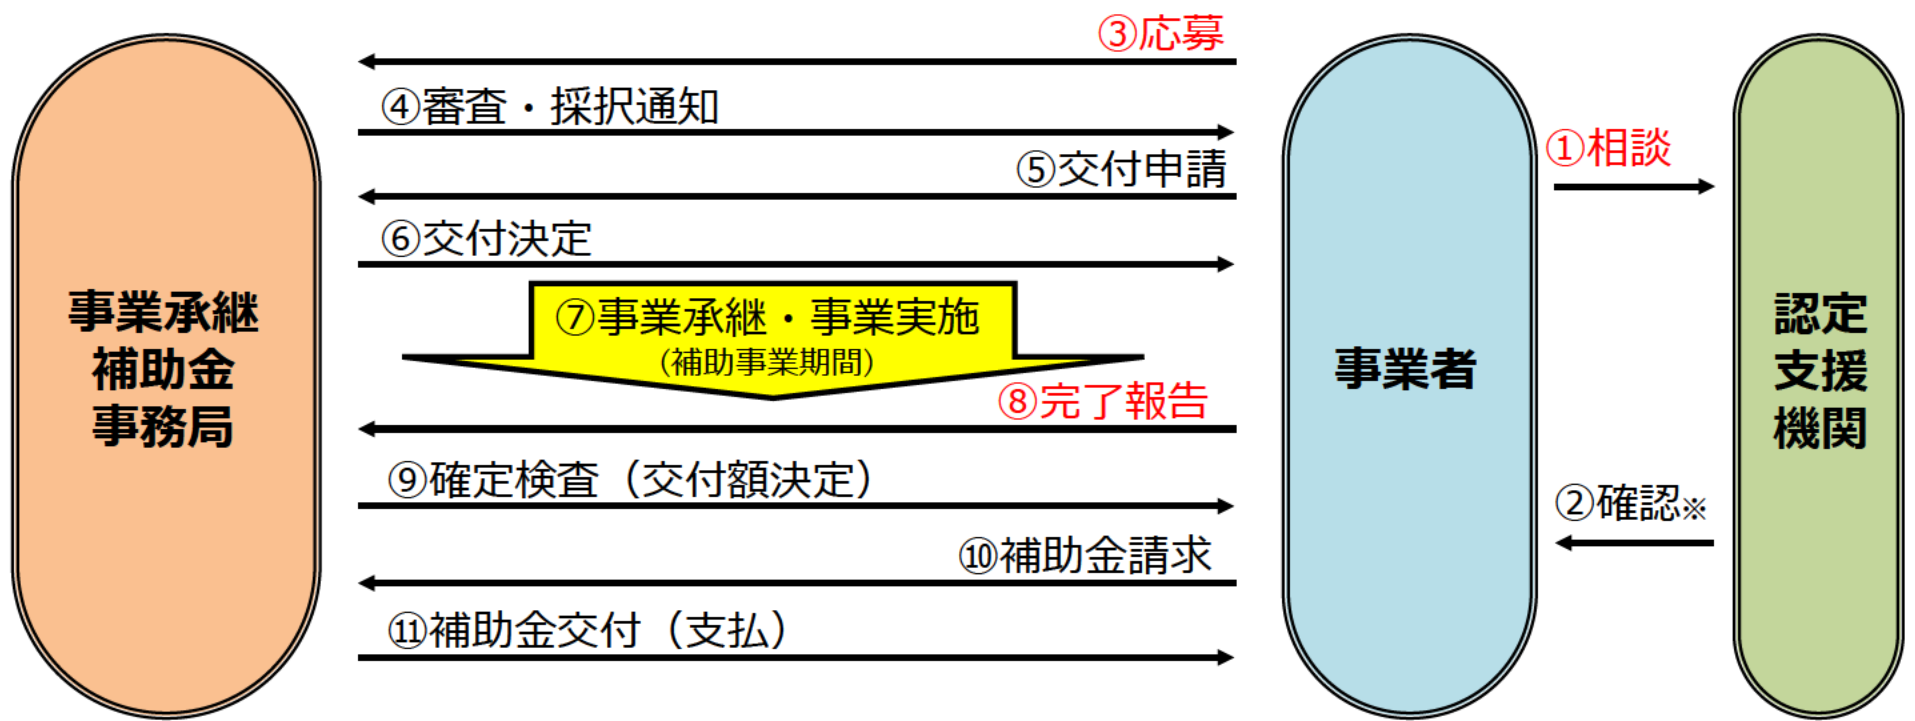 ③応募
④審査・採択通知
⑤交付申請
⑥交付決定
⑦事業承継・事業実施
(補助事業期間)
⑧完了報告
⑨確定検査（交付額決定）
⑩補助金請求
⑪補助金交付（支払）
事業承継
補助金
事務局
事業者
①相談
②確認※
認定
支援
機関